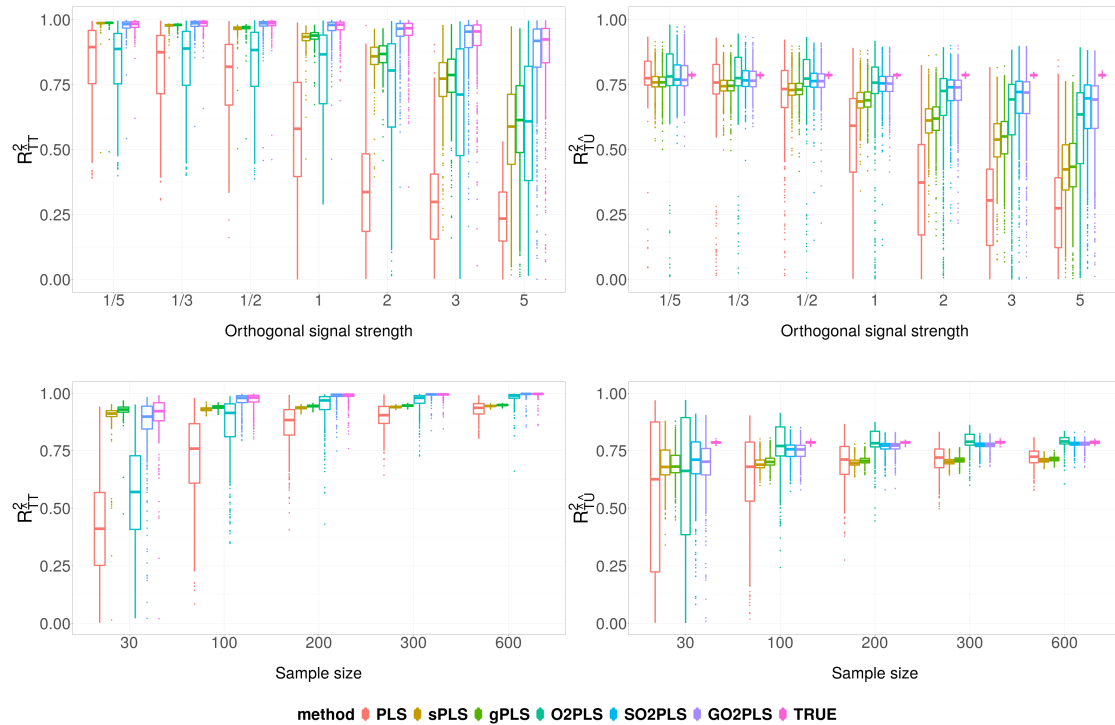 1.00
0.75
0.50
0.25
0.00
1/5 1/3 1/2 1 2 3 5
Orthogonal signal strength
1.00
0.75
0.50
0.25
0.00
1/5 1/3 1/2 1 2 3 5
Orthogonal signal strength
1.00
0.75
0.50
0.25
0.00
30 100 200 300 600
Sample size
1.00
0.75
0.50
0.25
0.00
30 100 200 300 600
Sample size
method PLS sPLS gPLS O2PLS SO2PLS GO2PLS TRUE